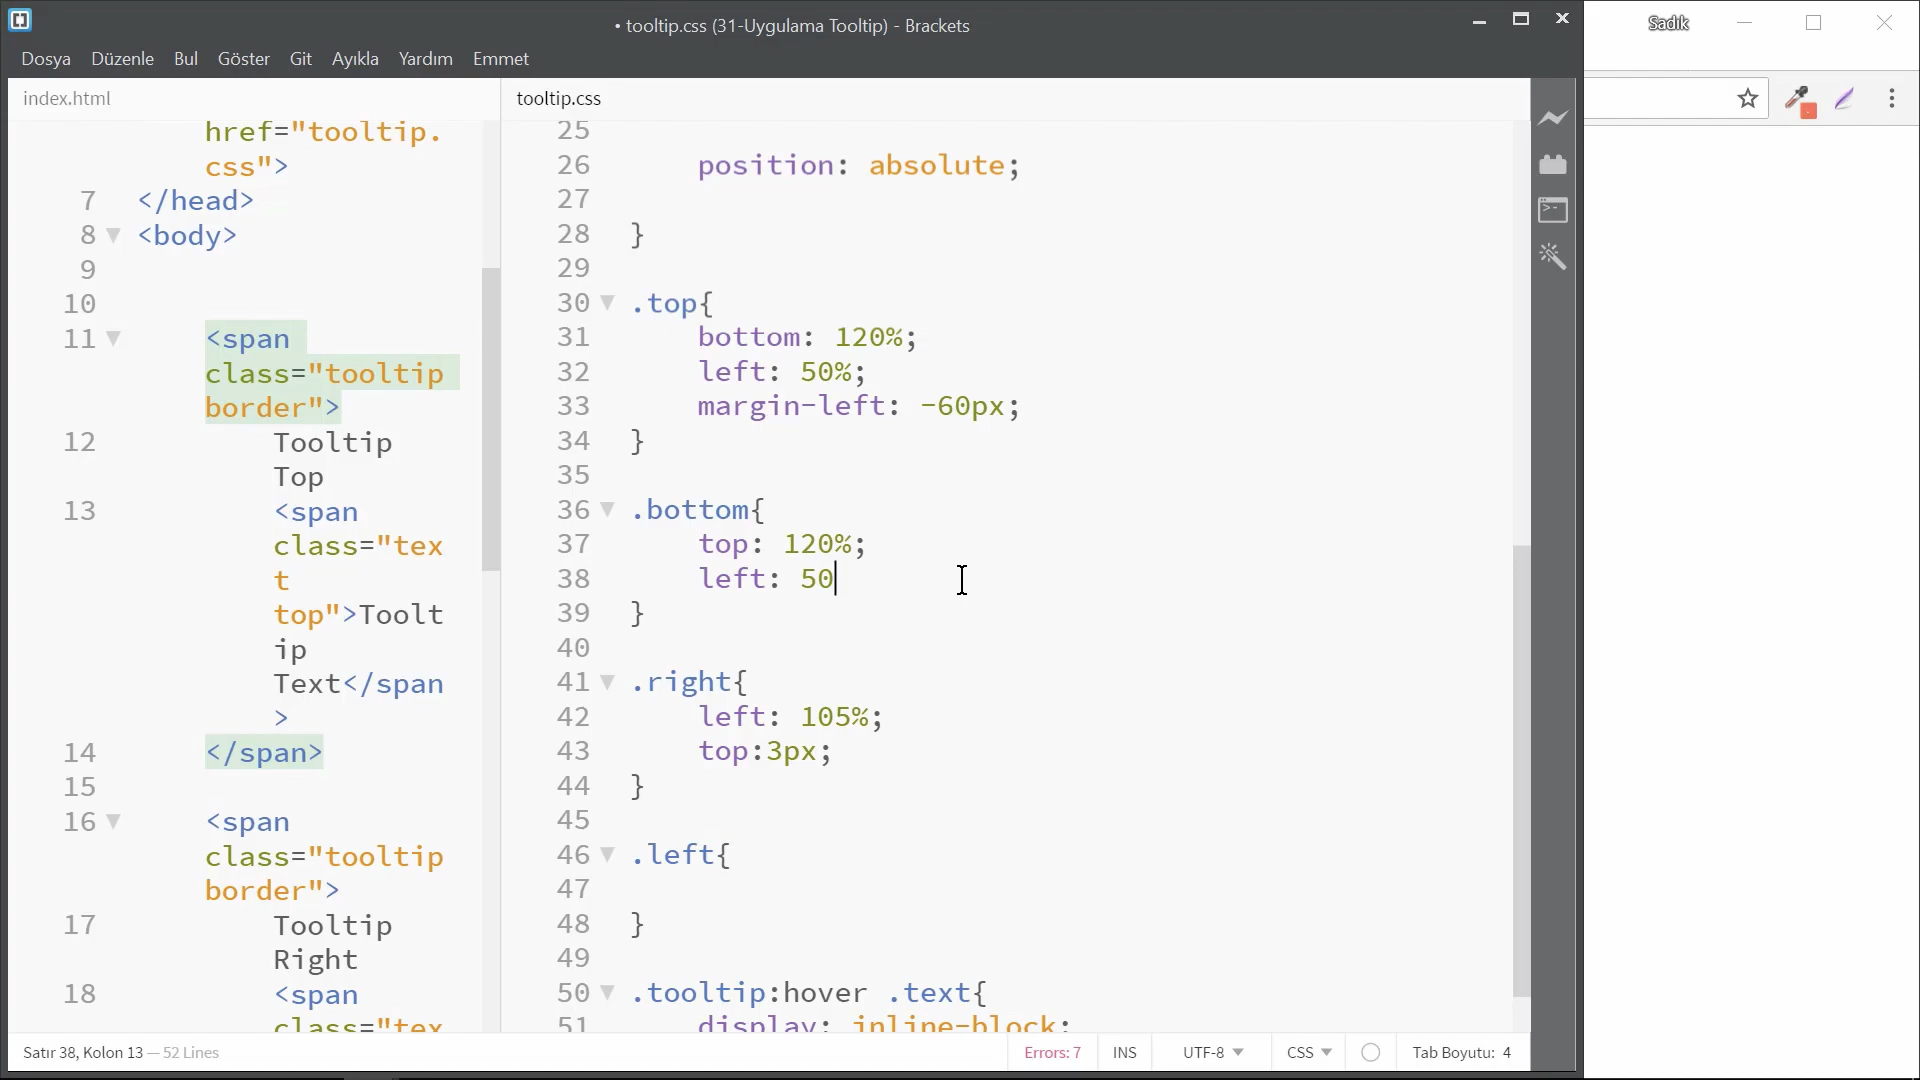 • tooltip.css (31-Uygulama Tooltip) - Brackets
Sadık
Dosya Düzenle Bul Göster Git Ayıkla Yardım Emmet
index.html
href="tooltip.
css">
7 </head>
8 <body>
9
10
11 <span
class="tooltip
border">
12 Tooltip
Top
13 <span
class="tex
t
top">Toolt
ip
Text</span
>
14 </span>
15
16 <span
class="tooltip
border">
17 Tooltip
Right
18 <span
class="tex
tooltip.css
25
26 position: absolute;
27
28 }
29
30 .top{
31 bottom: 120%;
32 left: 50%;
33 margin-left: -60px;
34 }
35
36 .bottom{
37 top: 120%;
38 left: 50
39 }
40
41 .right{
42 left: 105%;
43 top:3px;
44 }
45
46 .left{
47
48 }
49
50 .tooltip:hover .text{
51 display: inline-block;
Satır 38, Kolon 13 — 52 Lines
Errors: 7 INS UTF-8 CSS Tab Boyutu: 4